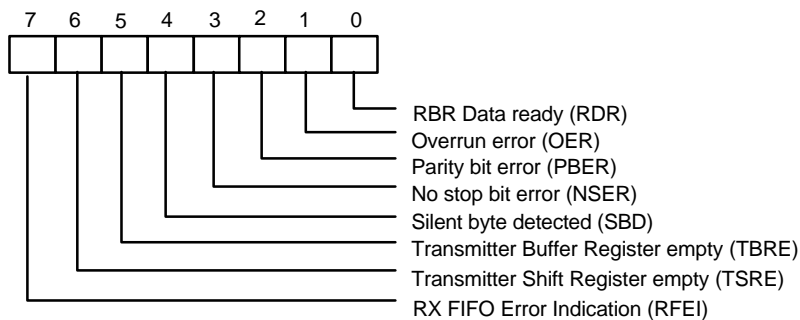 7 6 5 4 3 2 1 0
RBR Data ready (RDR)
Overrun error (OER)
Parity bit error (PBER)
No stop bit error (NSER)
Silent byte detected (SBD)
Transmitter Buffer Register empty (TBRE)
Transmitter Shift Register empty (TSRE)
RX FIFO Error Indication (RFEI)